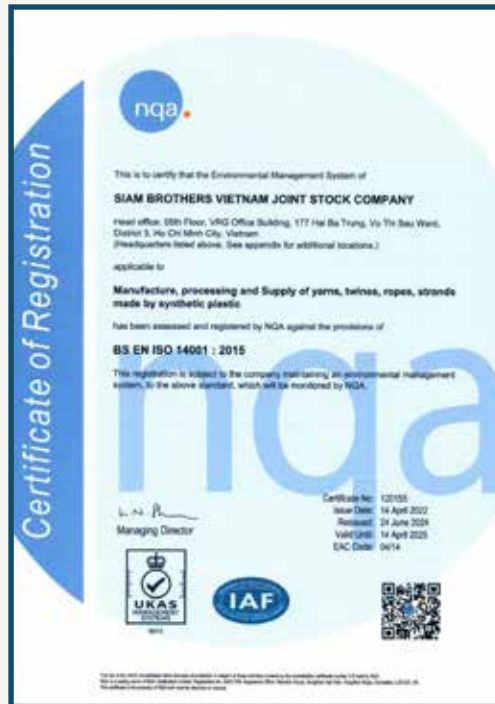 Certificate of Registration
nqa.
This is to certify that the Environmental Management System of
SIAM BROTHERS VIETNAM JOINT STOCK COMPANY
Head office: 05th Floor, VRG Office Building, 177 Hai Ba Trung, Vo Thi Sau Ward,
District 3, Ho Chi Minh City, Vietnam
(Headquarters listed above. See appendix for additional locations.)
applicable to
Manufacture, processing and Supply of yarns, twines, ropes, strands
made by synthetic plastic
has been assessed and registered by NQA against the provisions of
BS EN ISO 14001 : 2015
This registration is subject to the company maintaining an environmental management
system, to the above standard, which will be monitored by NQA.
nqa
Managing Director
Certificate No: 120155
Issue Date: 14 April 2022
Reissued: 24 June 2024
Valid Until: 14 April 2025
EAC Code: 04/14
UKAS
MANAGEMENT
SYSTEMS
IAF